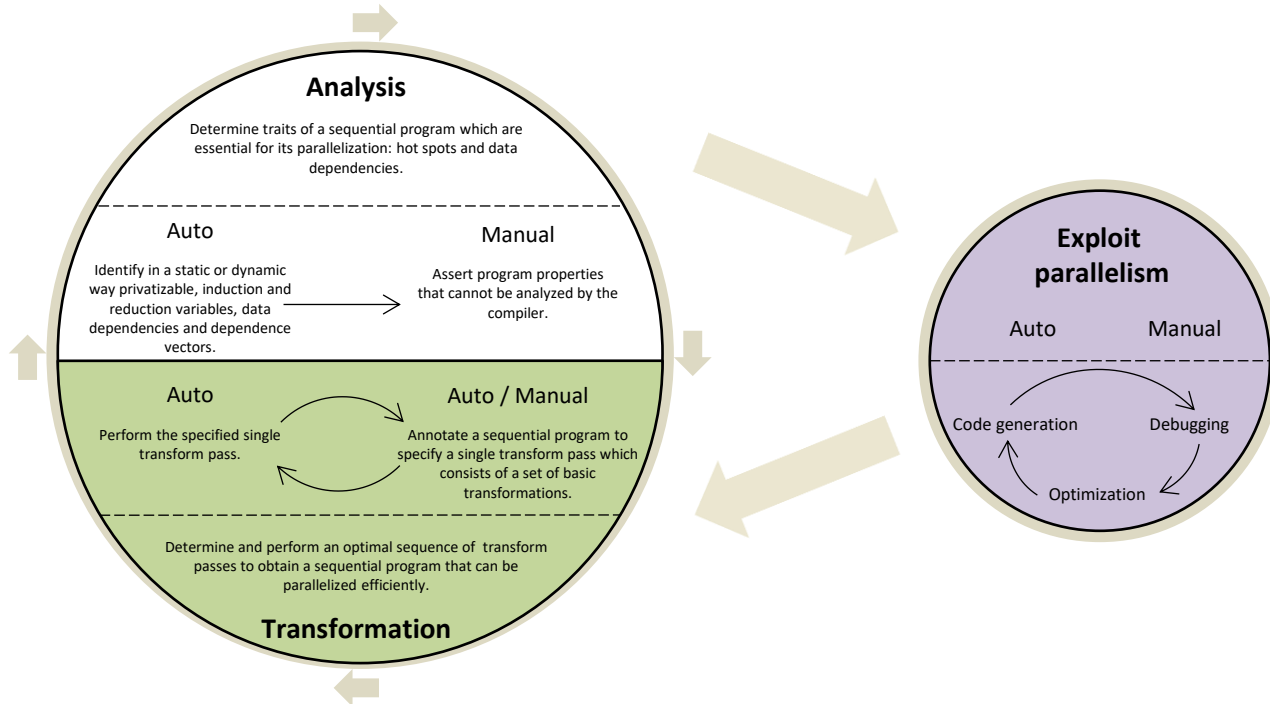 Analysis
Determine traits of a sequential program which are
essential for its parallelization: hot spots and data
dependencies.
Auto
Identify in a static or dynamic
way privatizable, induction and
reduction variables, data
dependencies and dependence
vectors.
Manual
Assert program properties
that cannot be analyzed by the
compiler.
Auto
Perform the specified single
transform pass.
Auto / Manual
Annotate a sequential program to
specify a single transform pass which
consists of a set of basic
transformations.
Determine and perform an optimal sequence of transform
passes to obtain a sequential program that can be
parallelized efficiently.
Transformation
Exploit
parallelism
Auto
Manual
Code generation
Debugging
Optimization